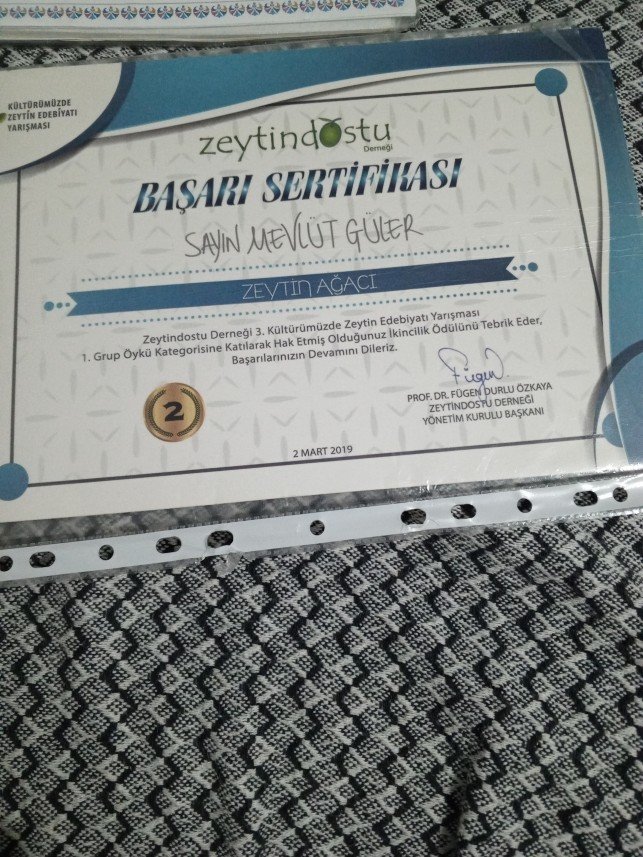 KÜLTÜRÜMÜZDE
ZEYTİN EDEBİYATI
YARIŞMASI
zeytindostu
Derneği
BAŞARI SERTİFİKASI
SAYIN MEVLÜT GÜLER
ZEYTİN AĞACI
Zeytindostu Derneği 3. Kültürümüzde Zeytin Edebiyatı Yarışması
1. Grup Öykü Kategorisine Katılarak Hak Etmiş Olduğunuz İkincilik Ödülünü Tebrik Eder,
Başarılarınızın Devamını Dileriz.
Fügen
2
PROF. DR. FÜGEN DURLU ÖZKAYA
ZEYTİNDOSTU DERNEĞİ
YÖNETİM KURULU BAŞKANI
2 MART 2019